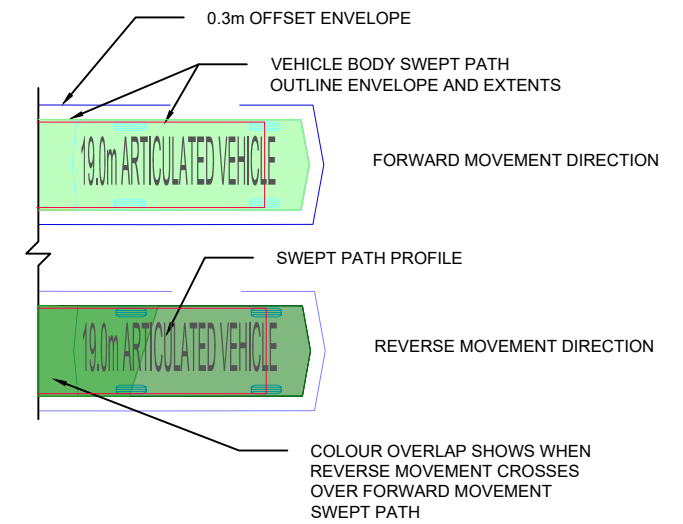 0.3m OFFSET ENVELOPE
VEHICLE BODY SWEPT PATH
OUTLINE ENVELOPE AND EXTENTS
19.0m ARTICULATED VEHICLE
FORWARD MOVEMENT DIRECTION
SWEPT PATH PROFILE
19.0m ARTICULATED VEHICLE
REVERSE MOVEMENT DIRECTION
COLOUR OVERLAP SHOWS WHEN
REVERSE MOVEMENT CROSSES
OVER FORWARD MOVEMENT
SWEPT PATH